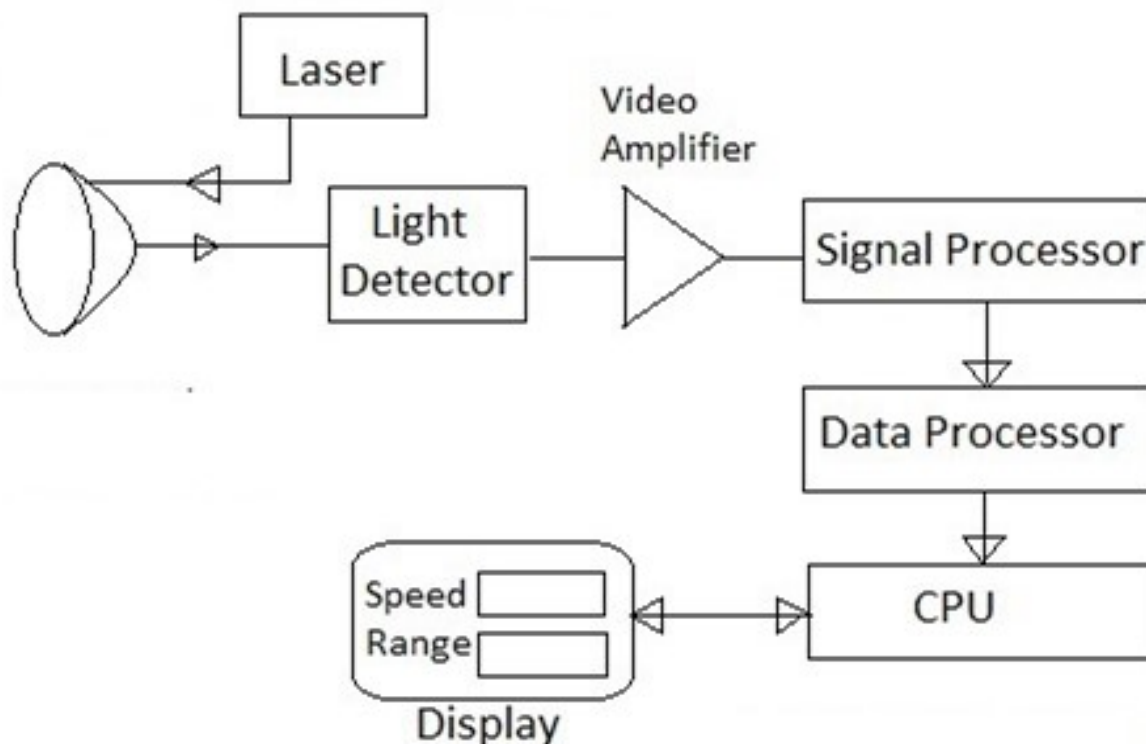 Laser
Video
Amplifier
Light
Detector
Signal Processor
Data Processor
CPU
Speed
Range
Display